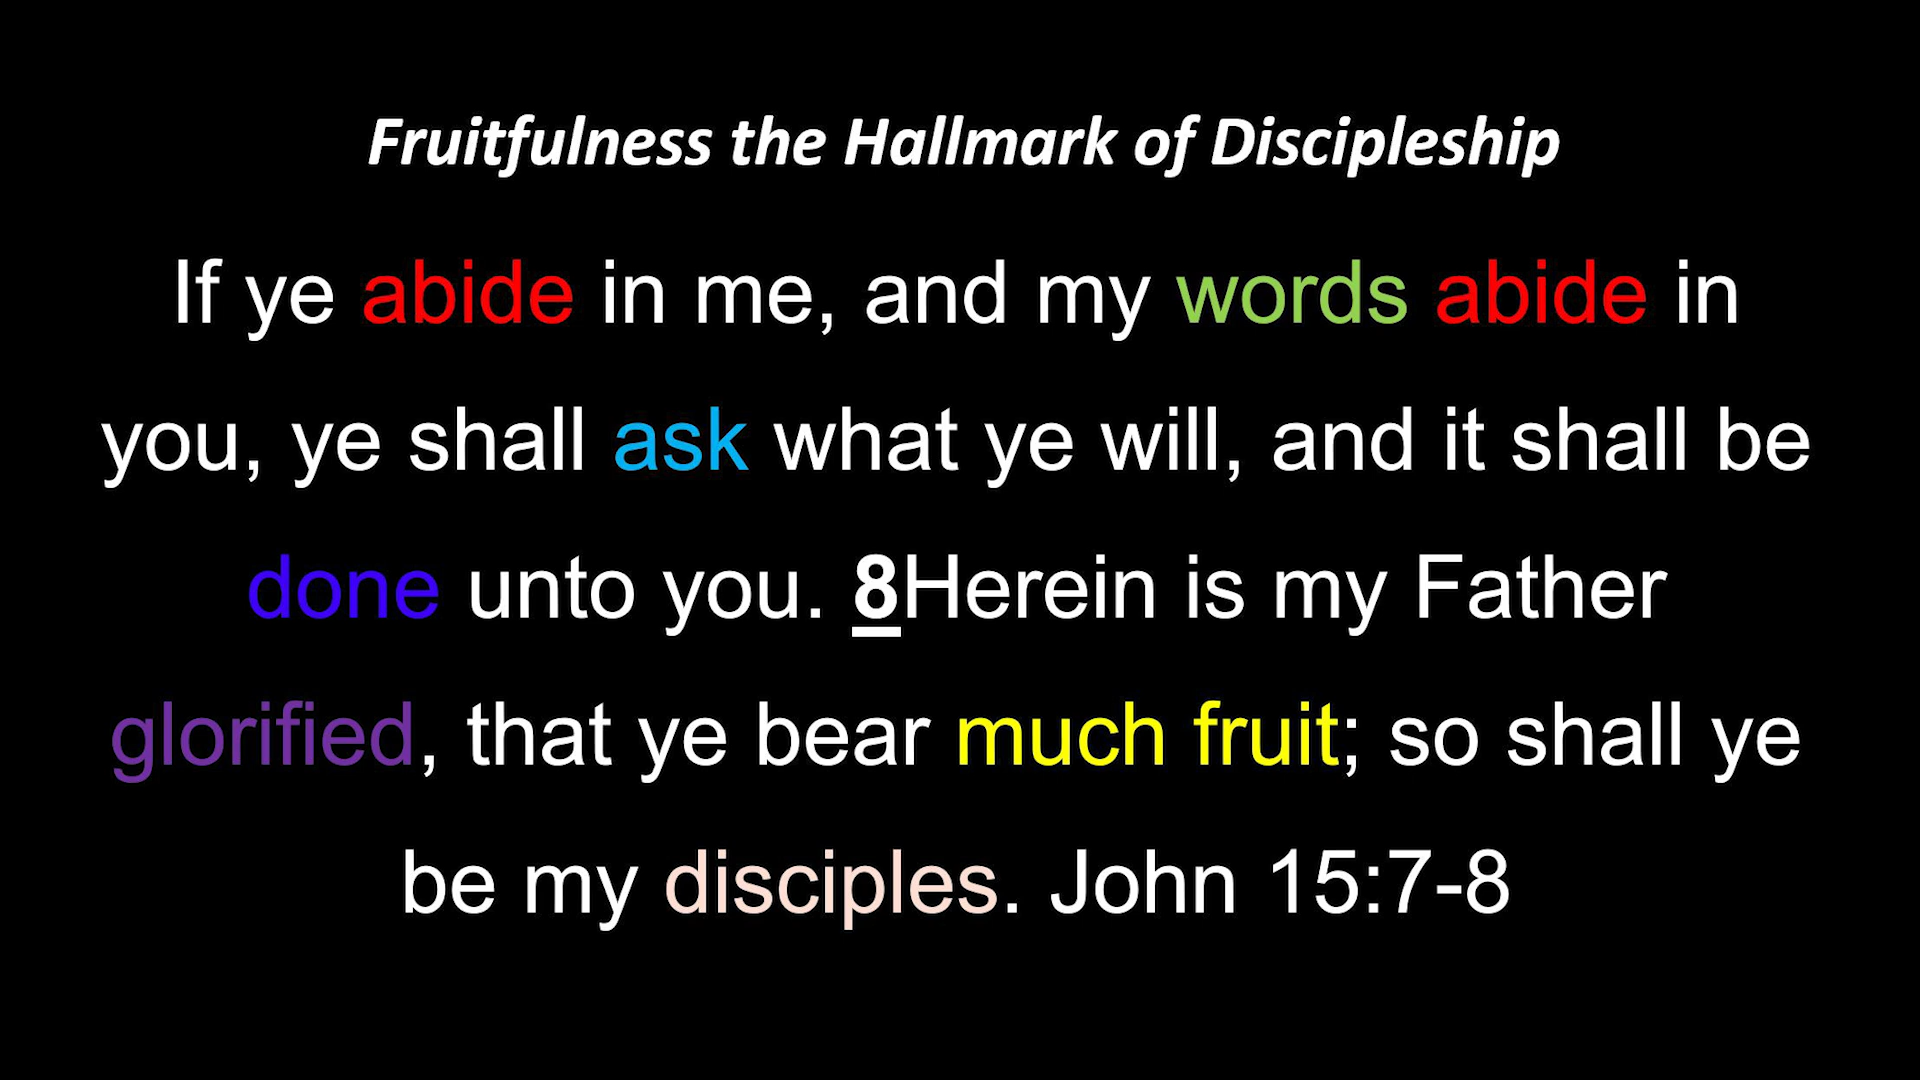 Fruitfulness the Hallmark of Discipleship
If ye abide in me, and my words abide in
you, ye shall ask what ye will, and it shall be
done unto you. 8Herein is my Father
glorified, that ye bear much fruit; so shall ye
be my disciples. John 15:7-8